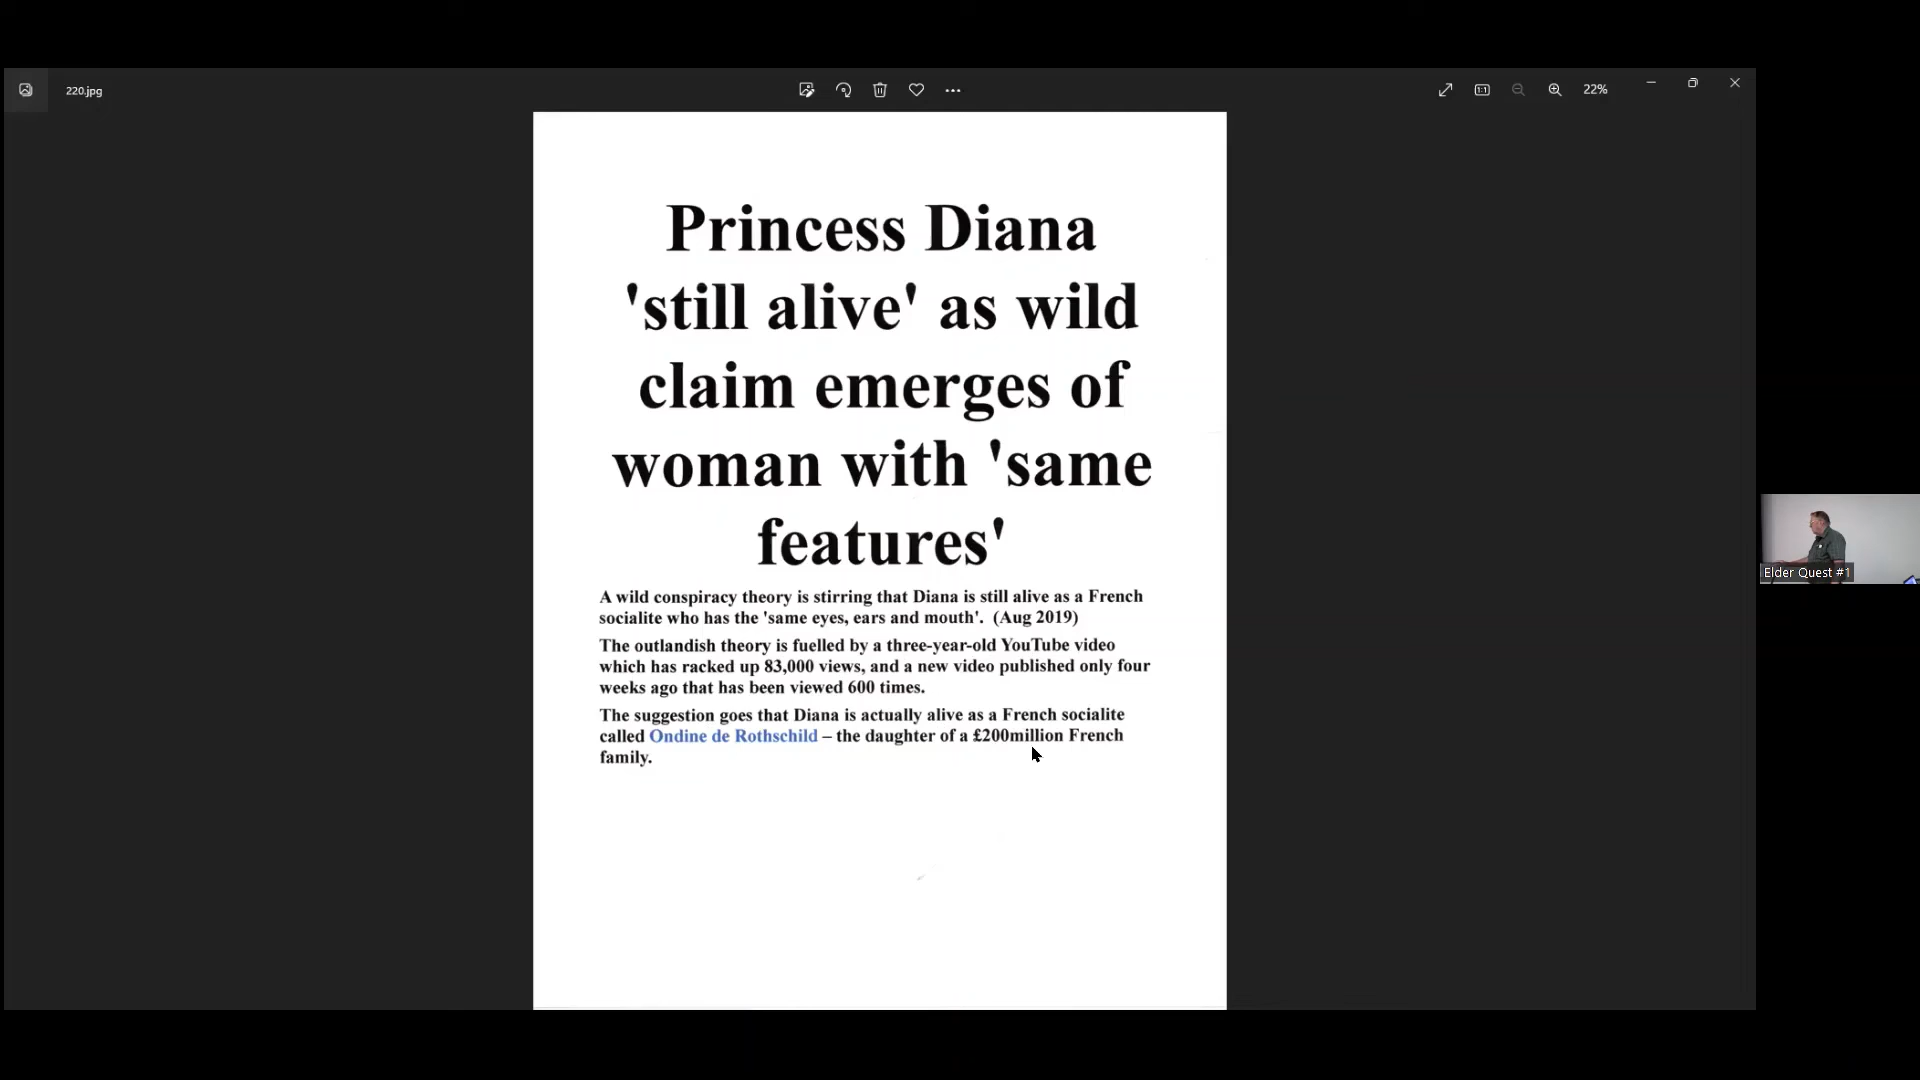 220.jpg
22%
Princess Diana
'still alive' as wild
claim emerges of
woman with 'same
features'
A wild conspiracy theory is stirring that Diana is still alive as a French
socialite who has the 'same eyes, ears and mouth'. (Aug 2019)
The outlandish theory is fuelled by a three-year-old YouTube video
which has racked up 83,000 views, and a new video published only four
weeks ago that has been viewed 600 times.
The suggestion goes that Diana is actually alive as a French socialite
called Ondine de Rothschild – the daughter of a £200million French
family.
Elder Quest #1